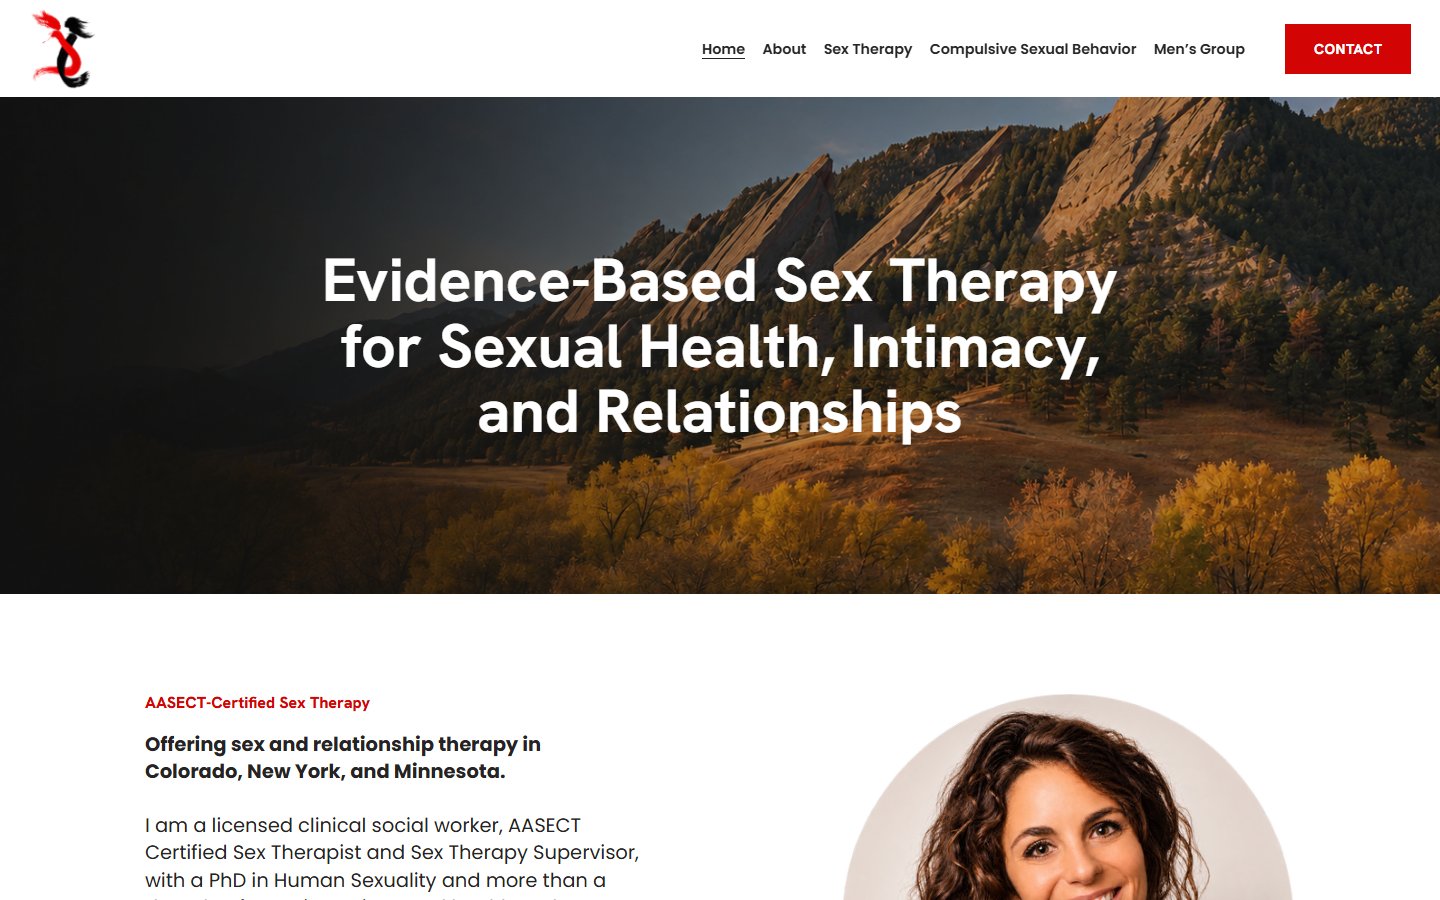 Home About Sex Therapy Compulsive Sexual Behavior Men’s Group CONTACT
Evidence-Based Sex Therapy
for Sexual Health, Intimacy,
and Relationships
AASECT-Certified Sex Therapy
Offering sex and relationship therapy in
Colorado, New York, and Minnesota.
I am a licensed clinical social worker, AASECT
Certified Sex Therapist and Sex Therapy Supervisor,
with a PhD in Human Sexuality and more than a